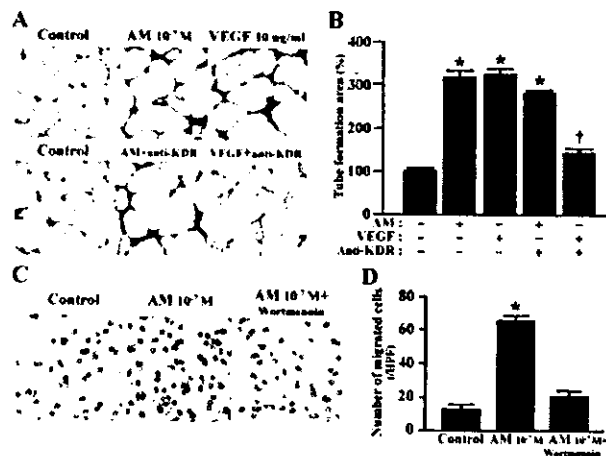 A
Control AM 10⁻⁷M VEGF 10 ng/ml
Control AM+anti-KDR VEGF+anti-KDR
B
Tube formation area (%)
400
300
200
100
0
*
*
*
†
AM : - + - + -
VEGF : - - + - +
Anti-KDR : - - - + +
C
Control AM 10⁻⁷M AM 10⁻⁷M+
Wortmannin
D
Number of migrated cells
(/HPF)
80
60
40
20
0
*
Control AM 10⁻⁷M AM 10⁻⁷M+
Wortmannin